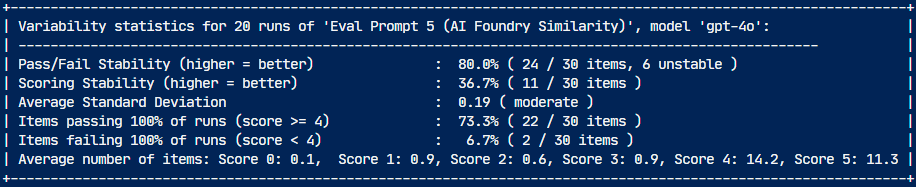 Variability statistics for 20 runs of 'Eval Prompt 5 (AI Foundry Similarity)', model 'gpt-4o':
Pass/Fail Stability (higher = better) : 80.0% ( 24 / 30 items, 6 unstable )
Scoring Stability (higher = better) : 36.7% ( 11 / 30 items )
Average Standard Deviation : 0.19 ( moderate )
Items passing 100% of runs (score >= 4) : 73.3% ( 22 / 30 items )
Items failing 100% of runs (score < 4) : 6.7% ( 2 / 30 items )
Average number of items: Score 0: 0.1, Score 1: 0.9, Score 2: 0.6, Score 3: 0.9, Score 4: 14.2, Score 5: 11.3